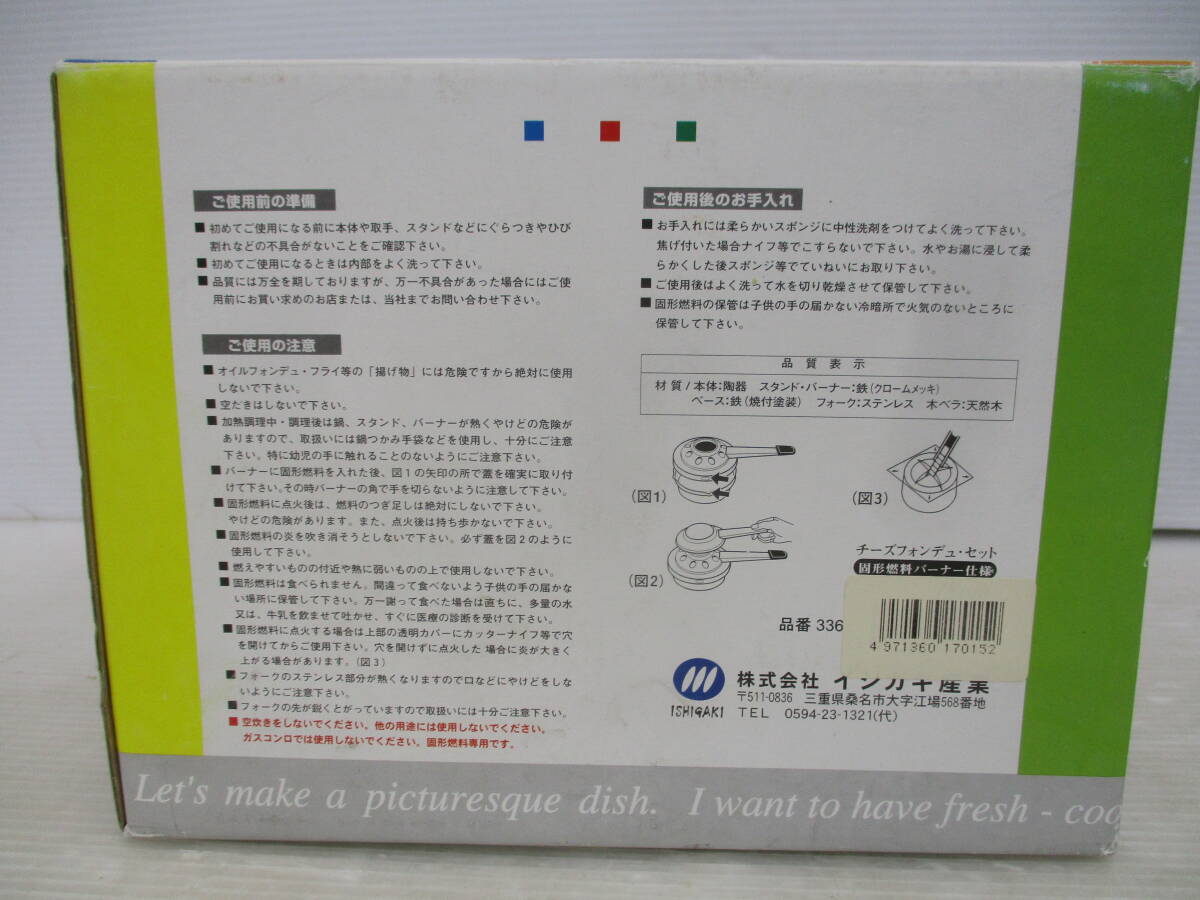 ご使用前の準備
■初めてご使用になる前に本体や取手、スタンドなどにぐらつきやひび
割れなどの不具合がないことをご確認下さい。
■初めてご使用になるときは内部をよく洗って下さい。
■品質には万全を期しておりますが、万一不具合があった場合にはご使
用前にお買い求めのお店または、当社までお問い合わせ下さい。
ご使用の注意
■オイルフォンデュ・フライ等の「揚げ物」には危険ですから絶対に使用
しないで下さい。
■空だきはしないで下さい。
■加熱調理中・調理後は鍋、スタンド、バーナーが熱くやけどの危険が
ありますので、取扱いには鍋つかみ手袋などを使用し、十分にご注意
下さい。特に幼児の手に触れることのないようにご注意下さい。
■バーナーに固形燃料を入れた後、図1の矢印の所で蓋を確実に取り付
けて下さい。その時バーナーの角で手を切らないように注意して下さい。
■固形燃料に点火後は、燃料のつぎ足しは絶対にしないで下さい。
やけどの危険があります。また、点火後は持ち歩かないで下さい。
■固形燃料の炎を吹き消そうとしないで下さい。必ず蓋を図2のように
使用して下さい。
■燃えやすいものの付近や熱に弱いものの上で使用しないで下さい。
■固形燃料は食べられません。間違って食べないよう子供の手の届かな
い場所に保管して下さい。万一謝って食べた場合は直ちに、多量の水
又は、牛乳を飲ませて吐かせ、すぐに医療の診断を受けて下さい。
■固形燃料に点火する場合は上部の透明カバーにカッターナイフ等で穴
を開けてからご使用下さい。穴を開けずに点火した場合に炎が大きく
上がる場合があります。(図3)
■フォークのステンレス部分が熱くなりますので口などにやけどをしな
いようにご注意下さい。
■フォークの先が鋭くとがっていますので取扱いには十分ご注意下さい。
■空炊きをしないでください。他の用途には使用しないでください。
ガスコンロでは使用しないでください。固形燃料専用です。
ご使用後のお手入れ
■お手入れには柔らかいスポンジに中性洗剤をつけてよく洗って下さい。
焦げ付いた場合ナイフ等でこすらないで下さい。水やお湯に浸して柔
らかくした後スポンジ等でていねいにお取り下さい。
■ご使用後はよく洗って水を切り乾燥させて保管して下さい。
■固形燃料の保管は子供の手の届かない冷暗所で火気のないところに
保管して下さい。
品質表示
材質/本体:陶器 スタンド・バーナー:鉄(クロームメッキ)
ベース:鉄(焼付塗装) フォーク:ステンレス 木ベラ:天然木
(図1)
(図3)
(図2)
チーズフォンデュ・セット
固形燃料バーナー仕様
品番 336
4 971360 170152
株式会社 イシガキ産業
〒511-0836 三重県桑名市大字江場568番地
ISHIGAKI TEL 0594-23-1321(代)
Let's make a picturesque dish. I want to have fresh - coo